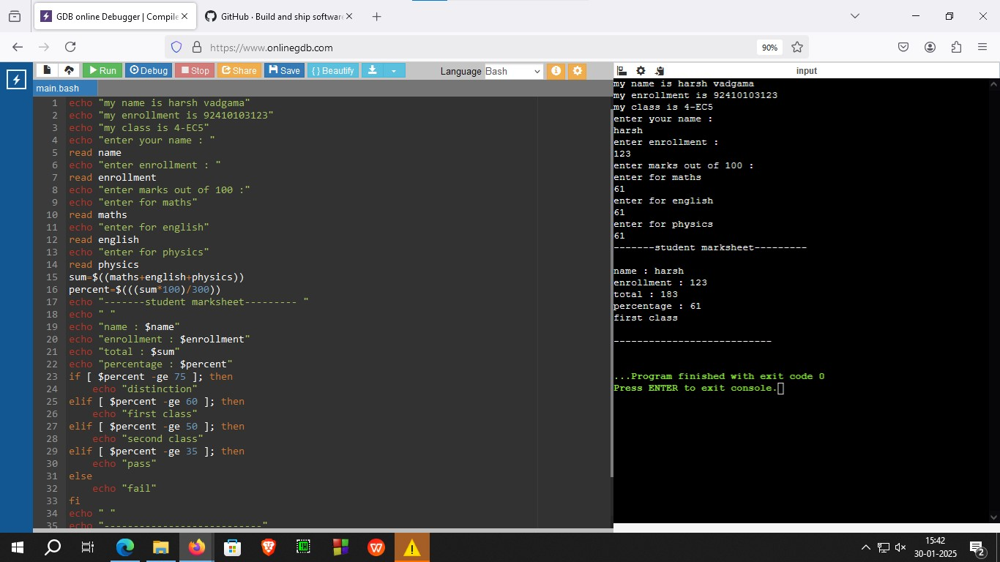 GDB online Debugger | Compile
GitHub · Build and ship software
https://www.onlinegdb.com
90%
Run
Debug
Stop
Share
Save
{ } Beautify
Language
Bash
input
main.bash
1 echo "my name is harsh vadgama"
2 echo "my enrollment is 92410103123"
3 echo "my class is 4-EC5"
4 echo "enter your name : "
5 read name
6 echo "enter enrollment : "
7 read enrollment
8 echo "enter marks out of 100 :"
9 echo "enter for maths"
10 read maths
11 echo "enter for english"
12 read english
13 echo "enter for physics"
14 read physics
15 sum=$((maths+english+physics))
16 percent=$(((sum*100)/300))
17 echo "-------student marksheet--------- "
18 echo " "
19 echo "name : $name"
20 echo "enrollment : $enrollment"
21 echo "total : $sum"
22 echo "percentage : $percent"
23 if [ $percent -ge 75 ]; then
24 echo "distinction"
25 elif [ $percent -ge 60 ]; then
26 echo "first class"
27 elif [ $percent -ge 50 ]; then
28 echo "second class"
29 elif [ $percent -ge 35 ]; then
30 echo "pass"
31 else
32 echo "fail"
33 fi
34 echo " "
35 echo "---------------------------"
my name is harsh vadgama
my enrollment is 92410103123
my class is 4-EC5
enter your name :
harsh
enter enrollment :
123
enter marks out of 100 :
enter for maths
61
enter for english
61
enter for physics
61
-------student marksheet---------
name : harsh
enrollment : 123
total : 183
percentage : 61
first class
---------------------------
...Program finished with exit code 0
Press ENTER to exit console.
15:42
30-01-2025
2